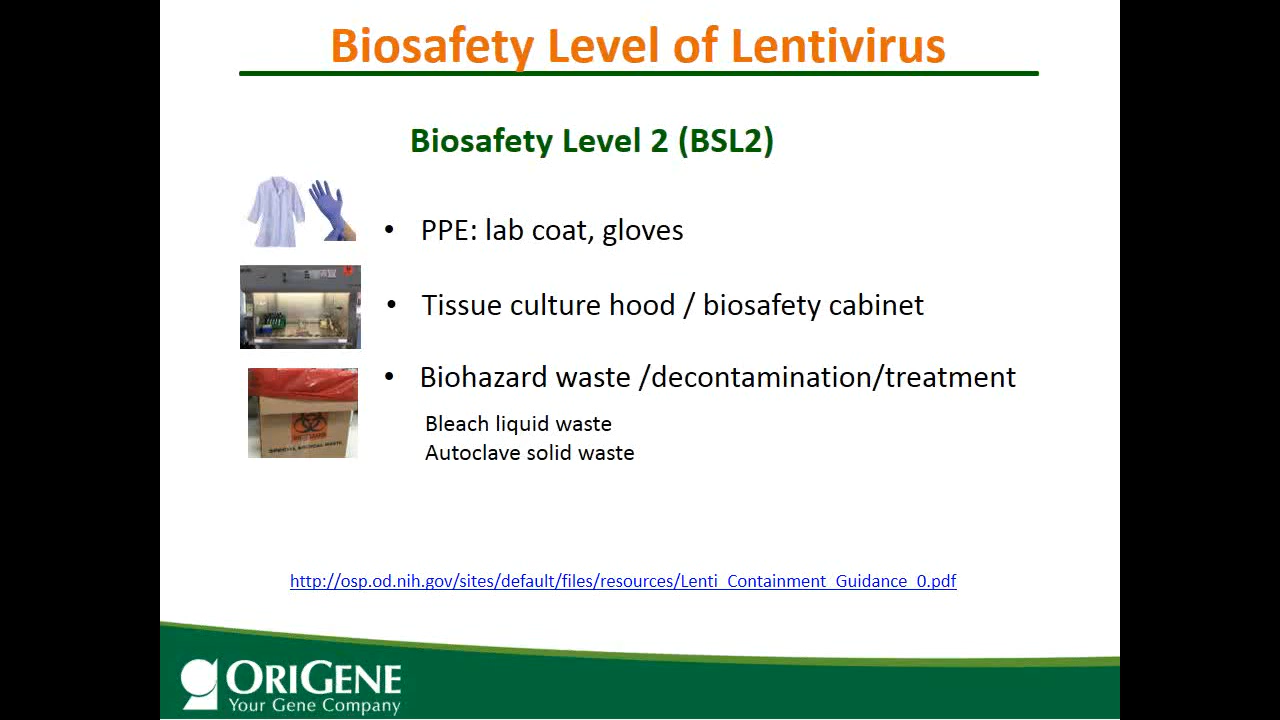 Biosafety Level of Lentivirus
Biosafety Level 2 (BSL2)
• PPE: lab coat, gloves
• Tissue culture hood / biosafety cabinet
• Biohazard waste /decontamination/treatment
Bleach liquid waste
Autoclave solid waste
http://osp.od.nih.gov/sites/default/files/resources/Lenti_Containment_Guidance_0.pdf
ORIGENE
Your Gene Company